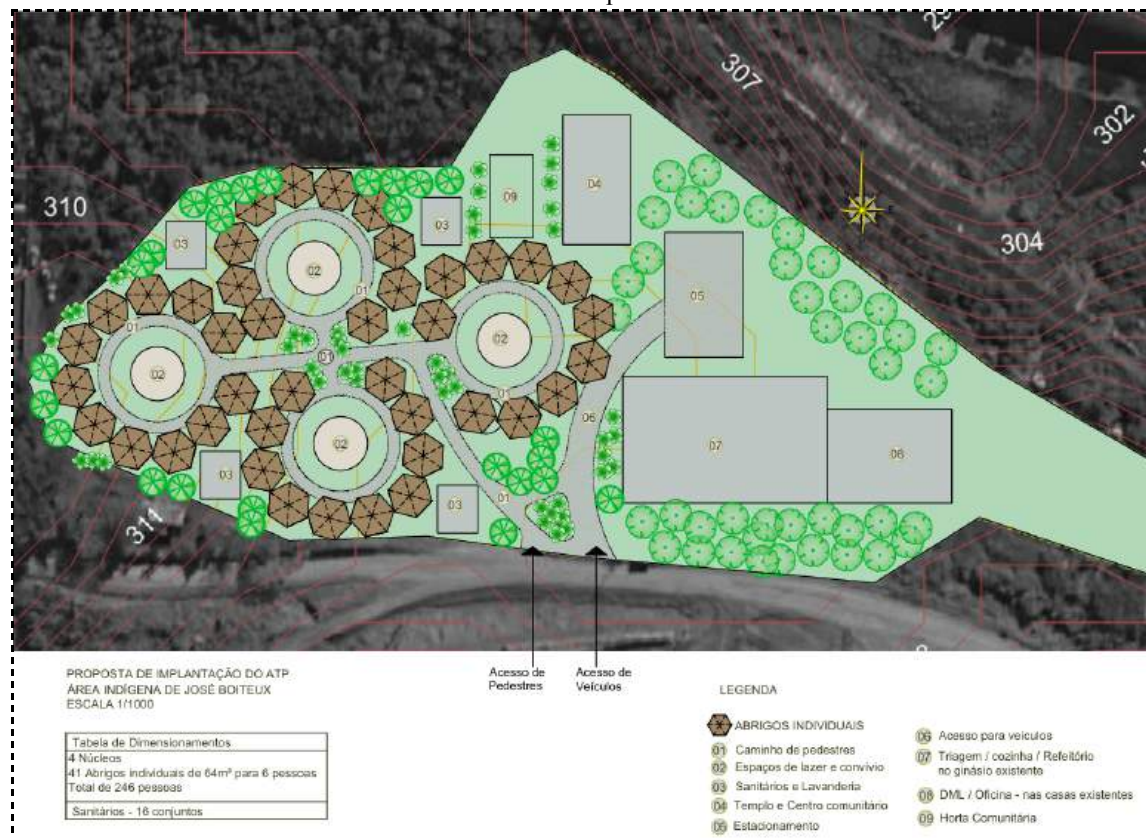 307
302
310
304
311
09
04
03
03
02
01
05
02
01
01
02
01
02
06
07
08
03
03
01
Acesso de
Pedestres
Acesso de
Veículos
PROPOSTA DE IMPLANTAÇÃO DO ATP
ÁREA INDÍGENA DE JOSÉ BOITEUX
ESCALA 1/1000
Tabela de Dimensionamentos
4 Núcleos
41 Abrigos individuais de 64m² para 6 pessoas
Total de 246 pessoas
Sanitários - 16 conjuntos
LEGENDA
ABRIGOS INDIVIDUAIS
01 Caminho de pedestres
02 Espaços de lazer e convívio
03 Sanitários e Lavanderia
04 Templo e Centro comunitário
05 Estacionamento
06 Acesso para veículos
07 Triagem / cozinha / Refeitório
no ginásio existente
08 DML / Oficina - nas casas existentes
09 Horta Comunitária